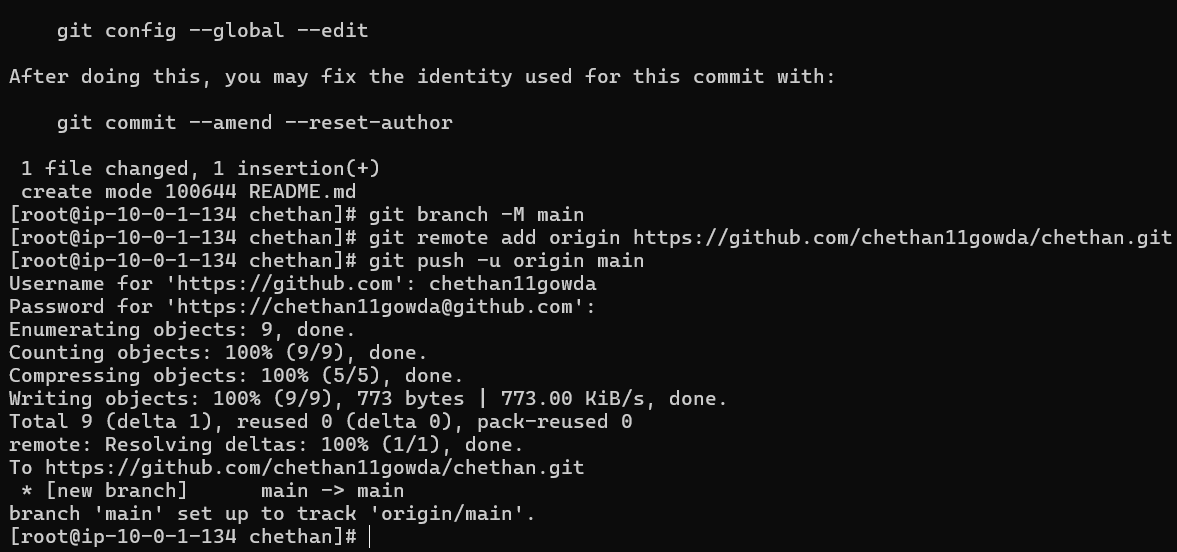 git config --global --edit
After doing this, you may fix the identity used for this commit with:
git commit --amend --reset-author
1 file changed, 1 insertion(+)
create mode 100644 README.md
[root@ip-10-0-1-134 chethan]# git branch -M main
[root@ip-10-0-1-134 chethan]# git remote add origin https://github.com/chethan11gowda/chethan.git
[root@ip-10-0-1-134 chethan]# git push -u origin main
Username for 'https://github.com': chethan11gowda
Password for 'https://chethan11gowda@github.com':
Enumerating objects: 9, done.
Counting objects: 100% (9/9), done.
Compressing objects: 100% (5/5), done.
Writing objects: 100% (9/9), 773 bytes | 773.00 KiB/s, done.
Total 9 (delta 1), reused 0 (delta 0), pack-reused 0
remote: Resolving deltas: 100% (1/1), done.
To https://github.com/chethan11gowda/chethan.git
* [new branch]      main -> main
branch 'main' set up to track 'origin/main'.
[root@ip-10-0-1-134 chethan]#